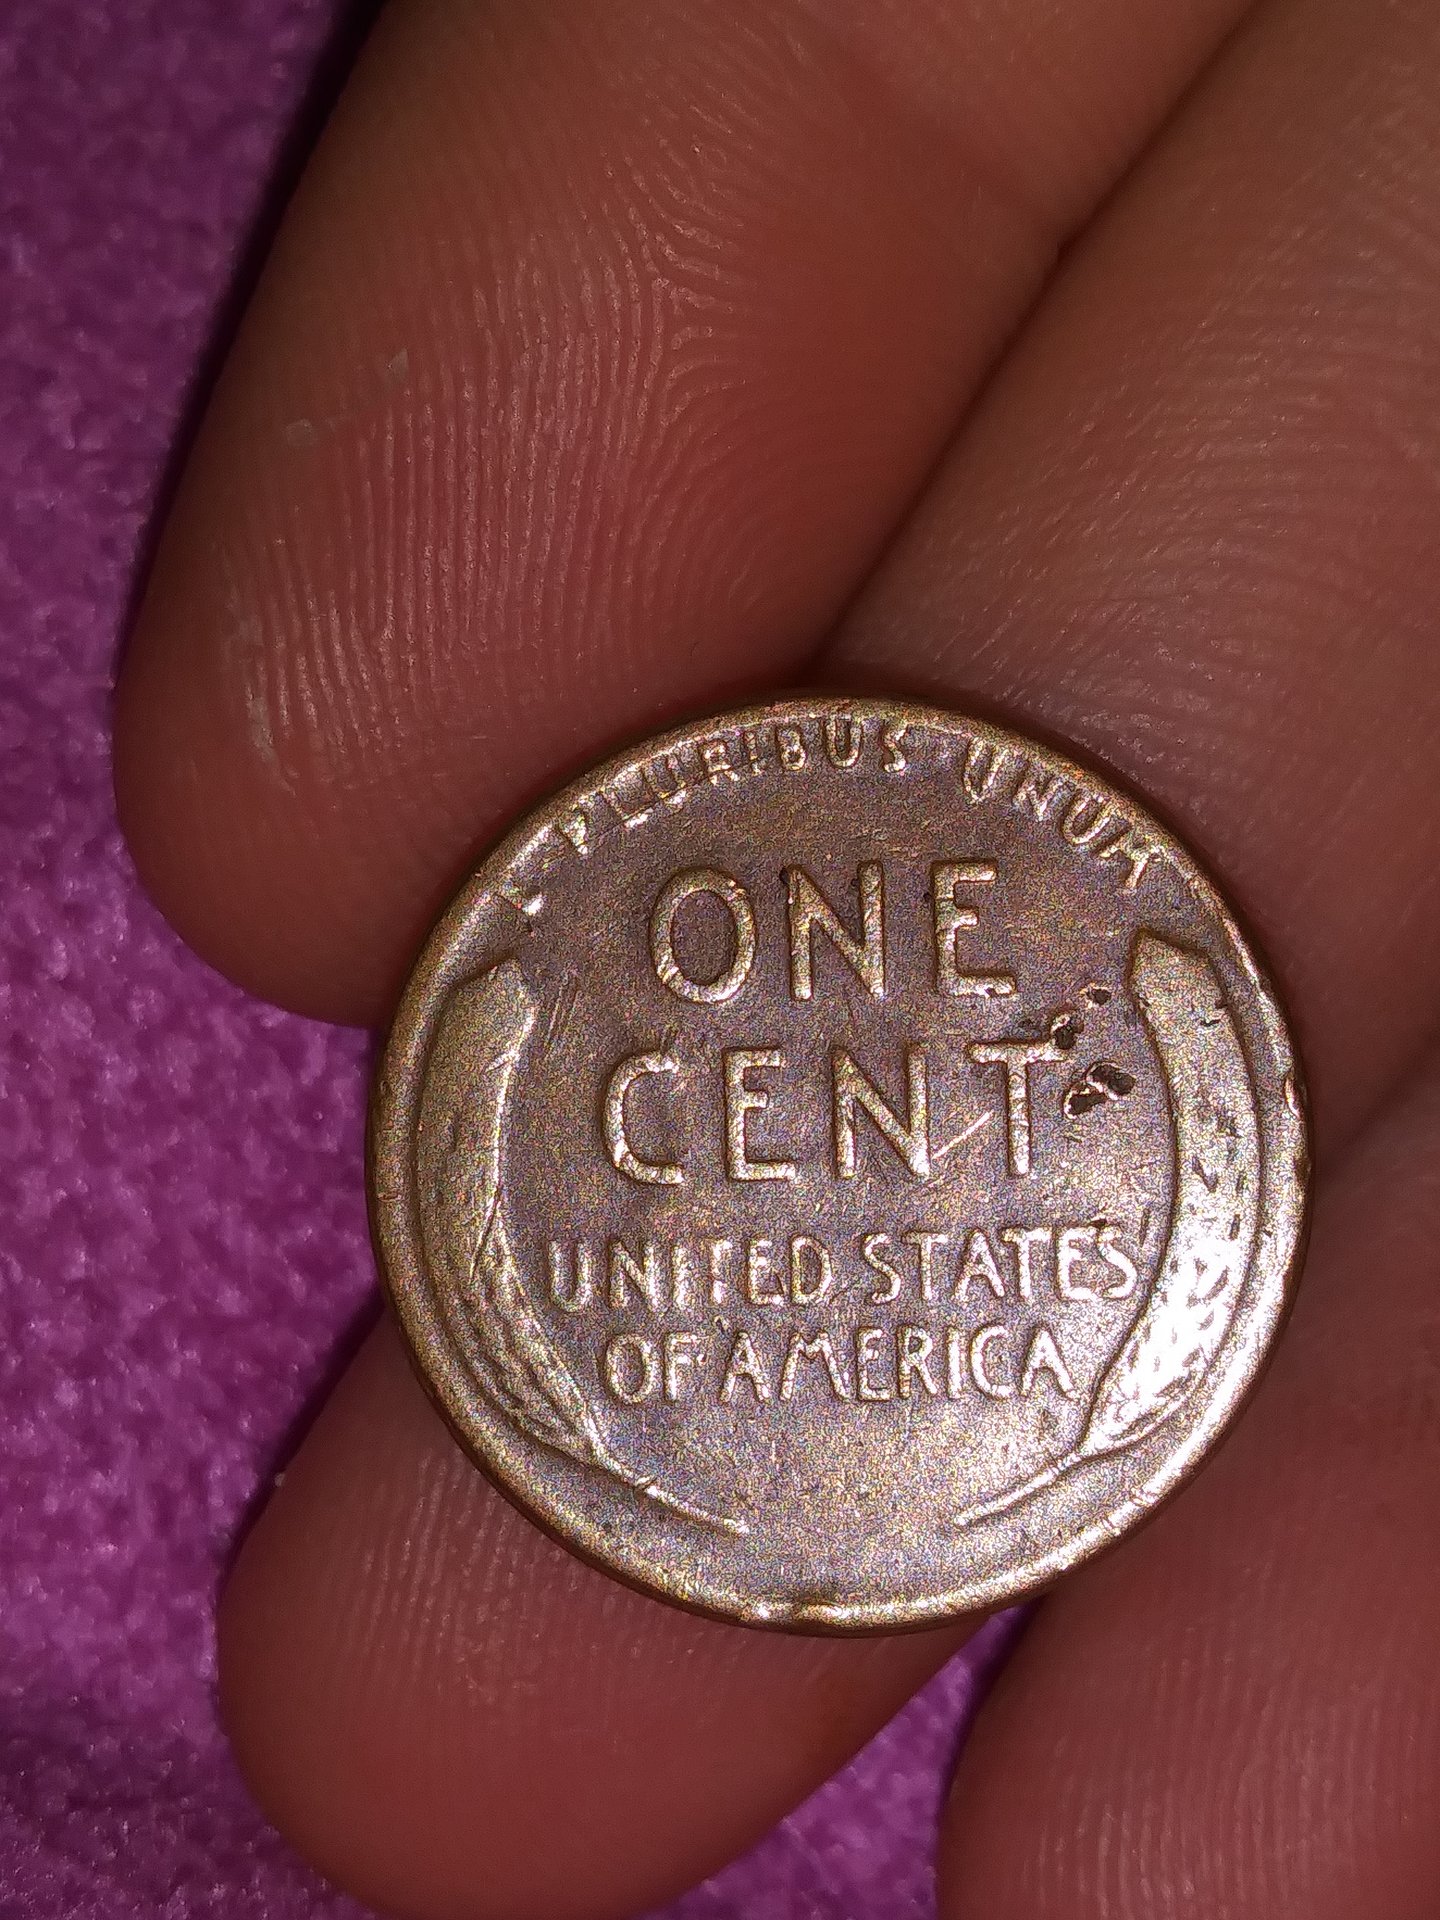 E PLURIBUS UNUM
ONE
CENT
UNITED STATES
OF AMERICA